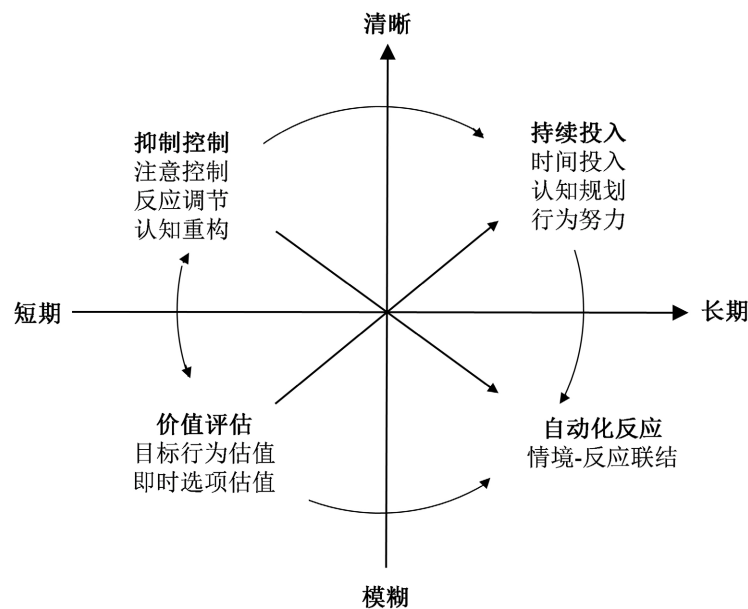 清晰
抑制控制
注意控制
反应调节
认知重构
持续投入
时间投入
认知规划
行为努力
短期
长期
价值评估
目标行为估值
即时选项估值
自动化反应
情境-反应联结
模糊